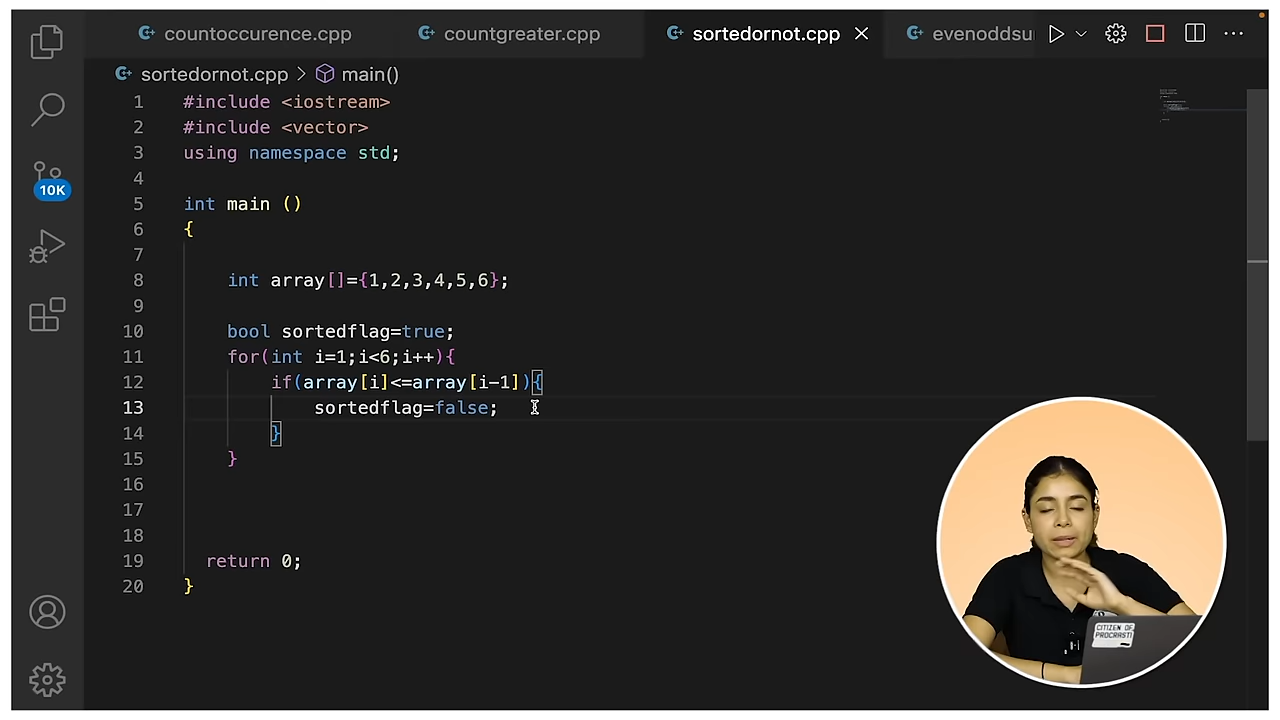 countoccurence.cpp countgreater.cpp sortedornot.cpp evenoddsu
sortedornot.cpp > main()
1 #include <iostream>
2 #include <vector>
3 using namespace std;
4
5 int main ()
6 {
7
8 int array[]={1,2,3,4,5,6};
9
10 bool sortedflag=true;
11 for(int i=1;i<6;i++){
12 if(array[i]<=array[i-1]){
13 sortedflag=false;
14 }
15 }
16
17
18
19 return 0;
20 }
10K
CITIZEN OF
PROCRASTI